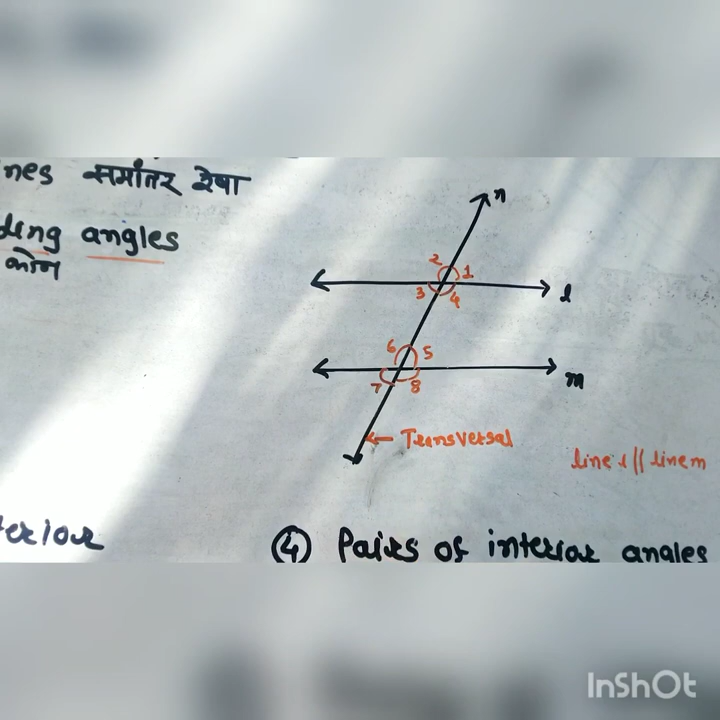 nes समांतर रेषा
ding angles
कोन
n
2 1
3 4
l
6 5
7 8
m
← Transversal
line l || line m
terior
④ Pairs of interior angles
InShOt